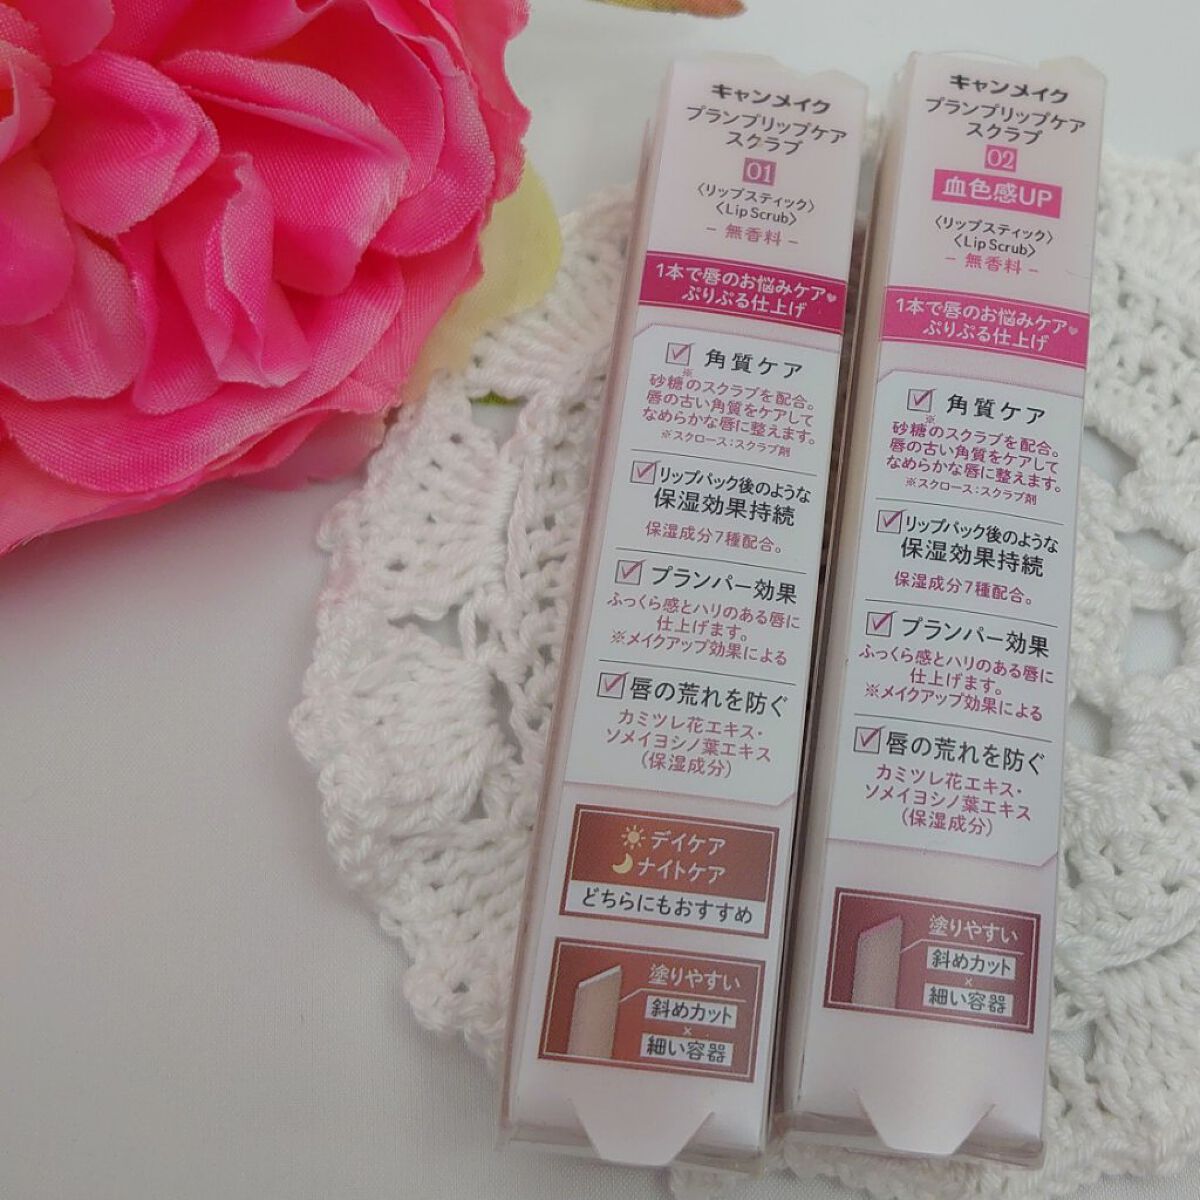 キャンメイク
プランプリップケア
スクラブ
01
〈リップスティック〉
〈Lip Scrub〉
- 無香料 -
1本で唇のお悩みケア♥
ぷりぷる仕上げ
角質ケア
※
砂糖のスクラブを配合。
唇の古い角質をケアして
なめらかな唇に整えます。
※スクロース:スクラブ剤
リップパック後のような
保湿効果持続
保湿成分7種配合。
プランパー効果
ふっくら感とハリのある唇に
仕上げます。
※メイクアップ効果による
唇の荒れを防ぐ
カミツレ花エキス・
ソメイヨシノ葉エキス
(保湿成分)
デイケア
ナイトケア
どちらにもおすすめ
塗りやすい
斜めカット
×
細い容器
キャンメイク
プランプリップケア
スクラブ
02
血色感UP
〈リップスティック〉
〈Lip Scrub〉
- 無香料 -
1本で唇のお悩みケア♥
ぷりぷる仕上げ
角質ケア
※
砂糖のスクラブを配合。
唇の古い角質をケアして
なめらかな唇に整えます。
※スクロース:スクラブ剤
リップパック後のような
保湿効果持続
保湿成分7種配合。
プランパー効果
ふっくら感とハリのある唇に
仕上げます。
※メイクアップ効果による
唇の荒れを防ぐ
カミツレ花エキス・
ソメイヨシノ葉エキス
(保湿成分)
塗りやすい
斜めカット
×
細い容器